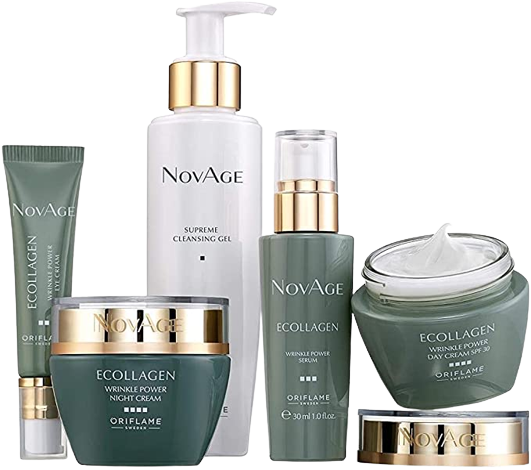 NOVAGE
ECOLLAGEN
WRINKLE POWER
EYE CREAM
ORIFLAME
SWEDEN
NOVAGE
ECOLLAGEN
WRINKLE POWER
NIGHT CREAM
ORIFLAME
SWEDEN
NOVAGE
SUPREME
CLEANSING GEL
NOVAGE
ECOLLAGEN
WRINKLE POWER
SERUM
ORIFLAME
SWEDEN
℮ 30 ml 1.0 fl.oz.
ECOLLAGEN
WRINKLE POWER
DAY CREAM SPF 30
ORIFLAME
SWEDEN
NOVAGE